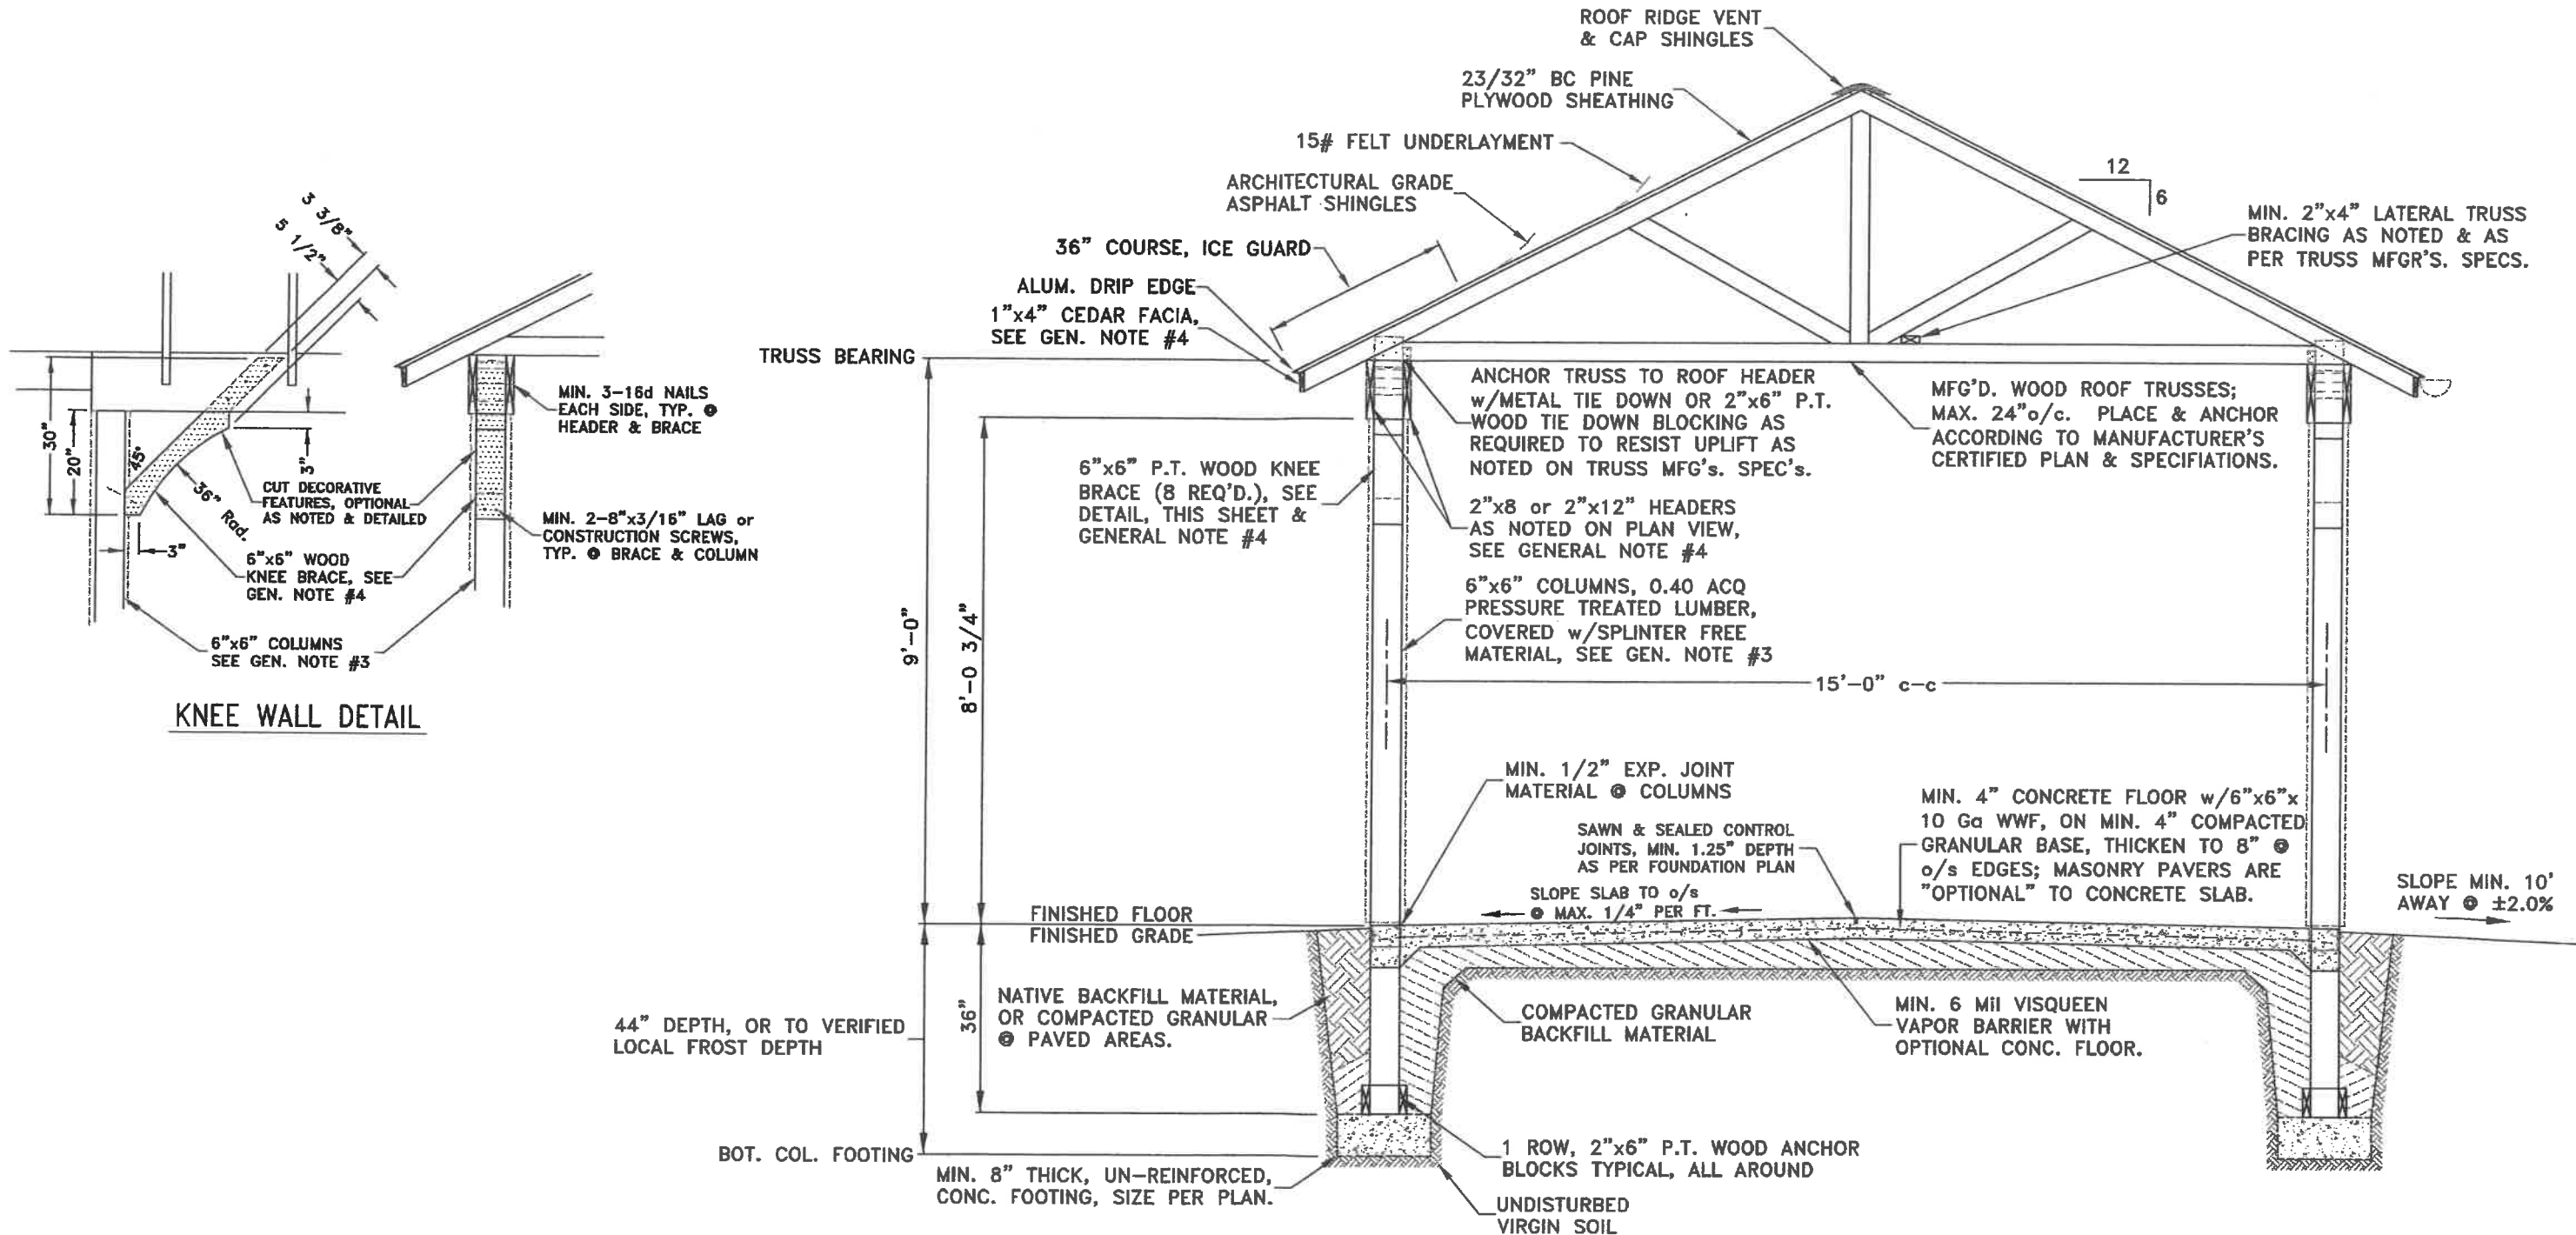 3 3/8"
5 1/2"
30"
20"
45°
36" Rad.
3"
3"
MIN. 3-16d NAILS
EACH SIDE, TYP. @
HEADER & BRACE
CUT DECORATIVE
FEATURES, OPTIONAL
AS NOTED & DETAILED
MIN. 2-8"x3/16" LAG or
CONSTRUCTION SCREWS,
TYP. @ BRACE & COLUMN
6"x6" WOOD
KNEE BRACE, SEE
GEN. NOTE #4
6"x6" COLUMNS
SEE GEN. NOTE #3
KNEE WALL DETAIL
ROOF RIDGE VENT
& CAP SHINGLES
23/32" BC PINE
PLYWOOD SHEATHING
15# FELT UNDERLAYMENT
ARCHITECTURAL GRADE
ASPHALT SHINGLES
36" COURSE, ICE GUARD
ALUM. DRIP EDGE
1"x4" CEDAR FACIA,
SEE GEN. NOTE #4
TRUSS BEARING
12
6
MIN. 2"x4" LATERAL TRUSS
BRACING AS NOTED & AS
PER TRUSS MFGR'S. SPECS.
ANCHOR TRUSS TO ROOF HEADER
w/METAL TIE DOWN OR 2"x6" P.T.
WOOD TIE DOWN BLOCKING AS
REQUIRED TO RESIST UPLIFT AS
NOTED ON TRUSS MFG's. SPEC's.
MFG'D. WOOD ROOF TRUSSES;
MAX. 24"o/c. PLACE & ANCHOR
ACCORDING TO MANUFACTURER'S
CERTIFIED PLAN & SPECIFIATIONS.
6"x6" P.T. WOOD KNEE
BRACE (8 REQ'D.), SEE
DETAIL, THIS SHEET &
GENERAL NOTE #4
2"x8 or 2"x12" HEADERS
AS NOTED ON PLAN VIEW,
SEE GENERAL NOTE #4
6"x6" COLUMNS, 0.40 ACQ
PRESSURE TREATED LUMBER,
COVERED w/SPLINTER FREE
MATERIAL, SEE GEN. NOTE #3
9'-0"
8'-0 3/4"
15'-0" c-c
MIN. 1/2" EXP. JOINT
MATERIAL @ COLUMNS
SAWN & SEALED CONTROL
JOINTS, MIN. 1.25" DEPTH
AS PER FOUNDATION PLAN
SLOPE SLAB TO o/s
@ MAX. 1/4" PER FT.
MIN. 4" CONCRETE FLOOR w/6"x6"x
10 Ga WWF, ON MIN. 4" COMPACTED
GRANULAR BASE, THICKEN TO 8" @
o/s EDGES; MASONRY PAVERS ARE
"OPTIONAL" TO CONCRETE SLAB.
SLOPE MIN. 10'
AWAY @ ±2.0%
FINISHED FLOOR
FINISHED GRADE
36"
44" DEPTH, OR TO VERIFIED
LOCAL FROST DEPTH
NATIVE BACKFILL MATERIAL,
OR COMPACTED GRANULAR
@ PAVED AREAS.
COMPACTED GRANULAR
BACKFILL MATERIAL
MIN. 6 Mil VISQUEEN
VAPOR BARRIER WITH
OPTIONAL CONC. FLOOR.
BOT. COL. FOOTING
MIN. 8" THICK, UN-REINFORCED,
CONC. FOOTING, SIZE PER PLAN.
1 ROW, 2"x6" P.T. WOOD ANCHOR
BLOCKS TYPICAL, ALL AROUND
UNDISTURBED
VIRGIN SOIL